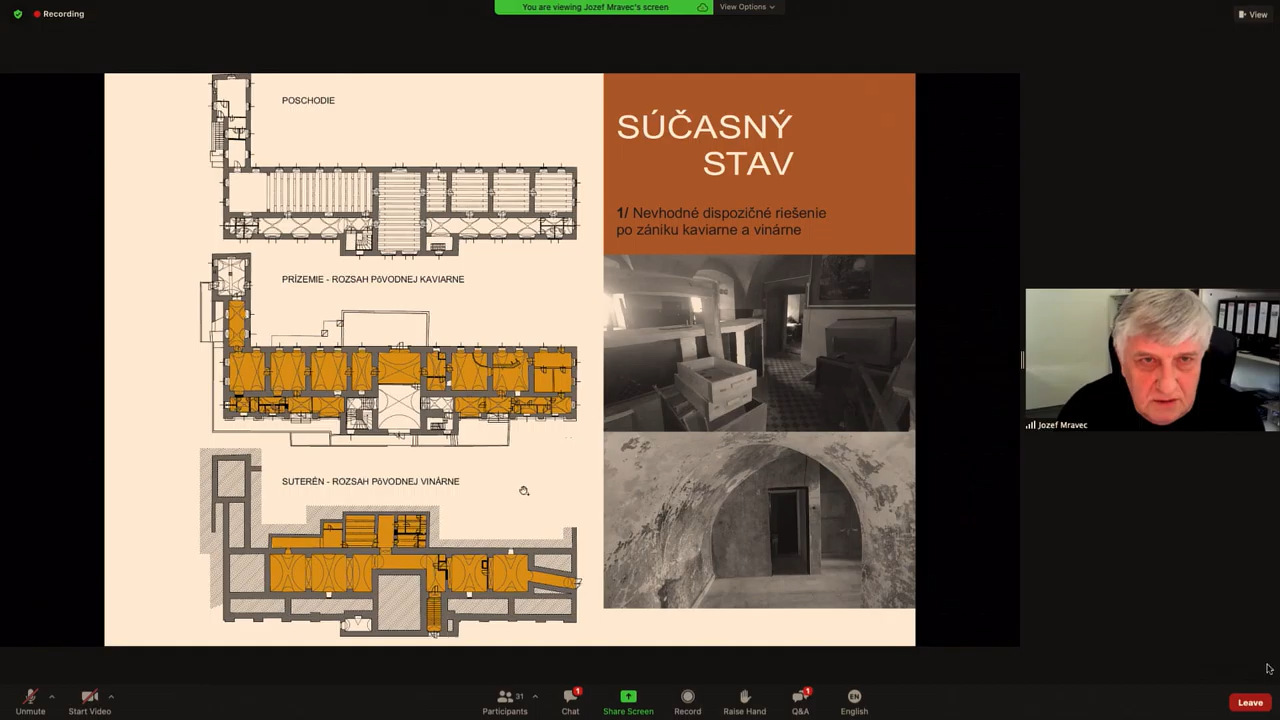 Recording
You are viewing Jozef Mravec's screen
View Options
View
POSCHODIE
SÚČASNÝ
STAV
1/ Nevhodné dispozičné riešenie
po zániku kaviarne a vinárne
PRÍZEMIE - ROZSAH PôVODNEJ KAVIARNE
SUTERÉN - ROZSAH PôVODNEJ VINÁRNE
Jozef Mravec
Unmute
Start Video
31
Participants
1
Chat
Share Screen
Record
Raise Hand
1
Q&A
EN
English
Leave